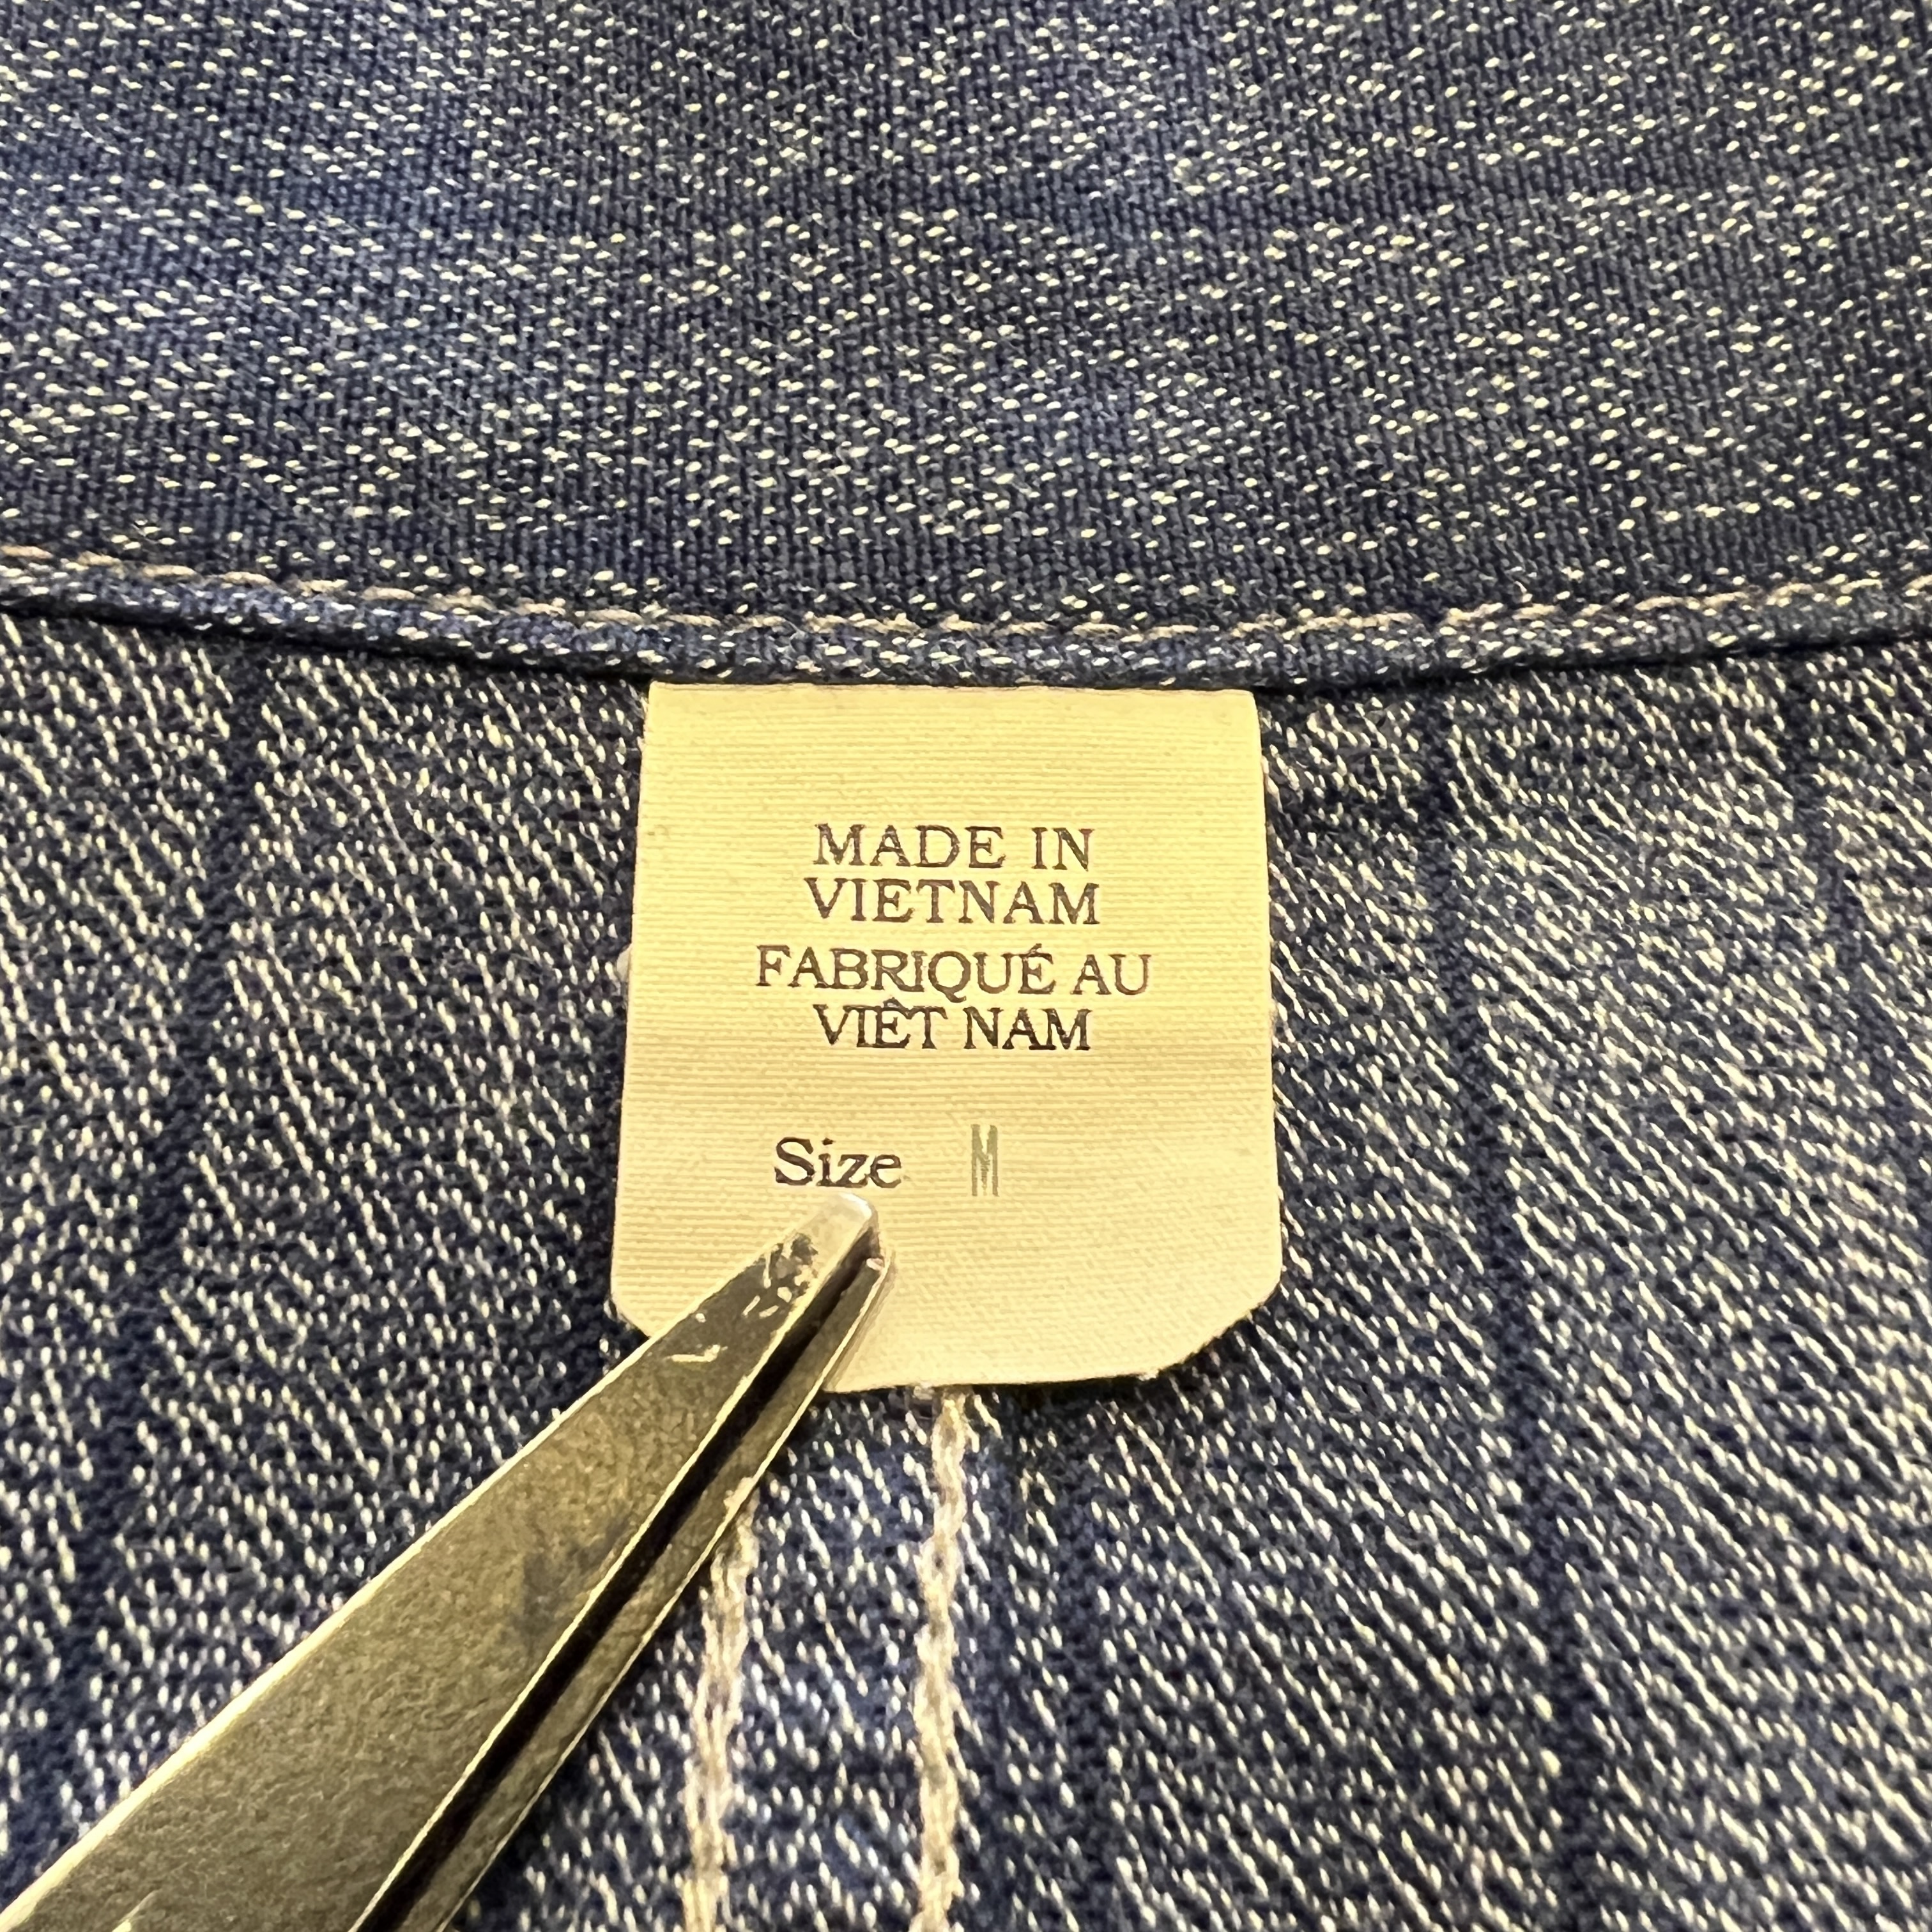 MADE IN
VIETNAM
FABRIQUÉ AU
VIÊT NAM
Size M